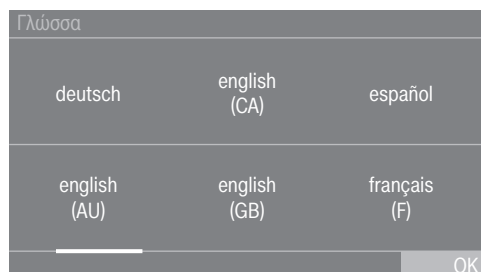 Γλώσσα
deutsch
english
(CA)
español
english
(AU)
english
(GB)
français
(F)
OK